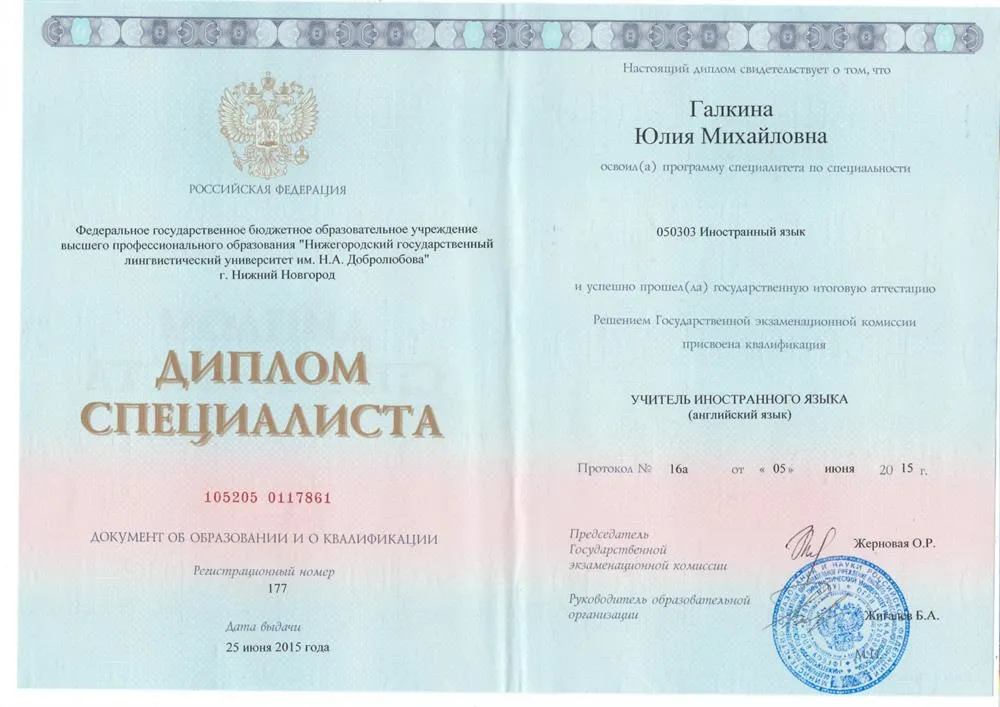 РОССИЙСКАЯ ФЕДЕРАЦИЯ
Федеральное государственное бюджетное образовательное учреждение
высшего профессионального образования "Нижегородский государственный
лингвистический университет им. Н.А. Добролюбова"
г. Нижний Новгород
ДИПЛОМ
СПЕЦИАЛИСТА
105205 0117861
ДОКУМЕНТ ОБ ОБРАЗОВАНИИ И О КВАЛИФИКАЦИИ
Регистрационный номер
177
Дата выдачи
25 июня 2015 года
Настоящий диплом свидетельствует о том, что
Галкина
Юлия Михайловна
освоил(а) программу специалитета по специальности
050303 Иностранный язык
и успешно прошел(ла) государственную итоговую аттестацию
Решением Государственной экзаменационной комиссии
присвоена квалификация
УЧИТЕЛЬ ИНОСТРАННОГО ЯЗЫКА
(английский язык)
Протокол № 16а от « 05 » июня 20 15 г.
Председатель
Государственной
экзаменационной комиссии
Жерновая О.Р.
Руководитель образовательной
организации
Жигалев Б.А.
М.П.